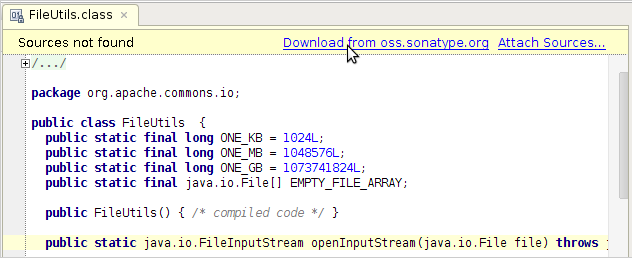 FileUtils.class
Sources not found Download from oss.sonatype.org Attach Sources...
/.../
package org.apache.commons.io;
public class FileUtils {
public static final long ONE_KB = 1024L;
public static final long ONE_MB = 1048576L;
public static final long ONE_GB = 1073741824L;
public static final java.io.File[] EMPTY_FILE_ARRAY;
public FileUtils() { /* compiled code */ }
public static java.io.FileInputStream openInputStream(java.io.File file) throws